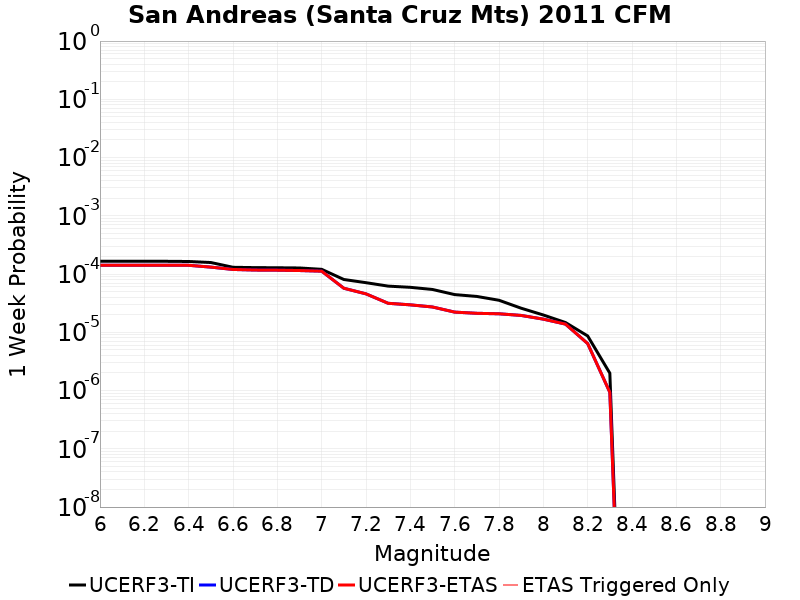 San Andreas (Santa Cruz Mts) 2011 CFM
1 Week Probability
10^0
10^-1
10^-2
10^-3
10^-4
10^-5
10^-6
10^-7
10^-8
6 6.2 6.4 6.6 6.8 7 7.2 7.4 7.6 7.8 8 8.2 8.4 8.6 8.8 9
Magnitude
UCERF3-TI UCERF3-TD UCERF3-ETAS ETAS Triggered Only